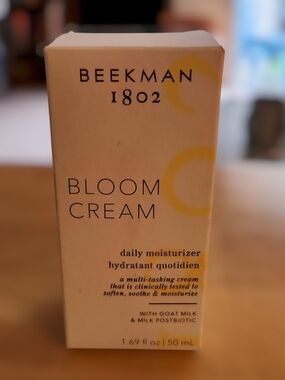 BEEKMAN
1802
BLOOM
CREAM
daily moisturizer
hydratant quotidien
a multi-tasking cream
that is clinically tested to
soften, soothe & moisturize
WITH GOAT MILK
& MILK POSTBIOTIC
1.69 fl oz | 50 mL